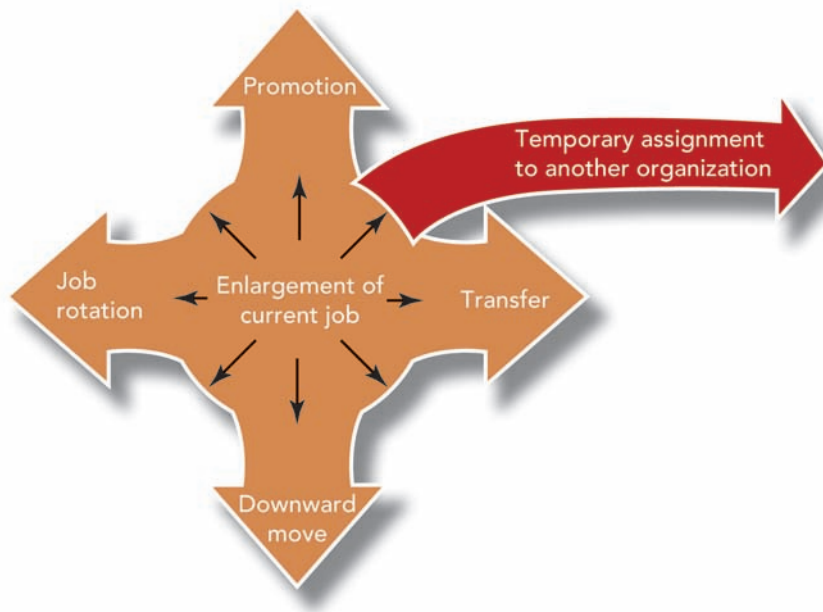 Promotion
Temporary assignment
to another organization
Job
rotation
Enlargement of
current job
Transfer
Downward
move